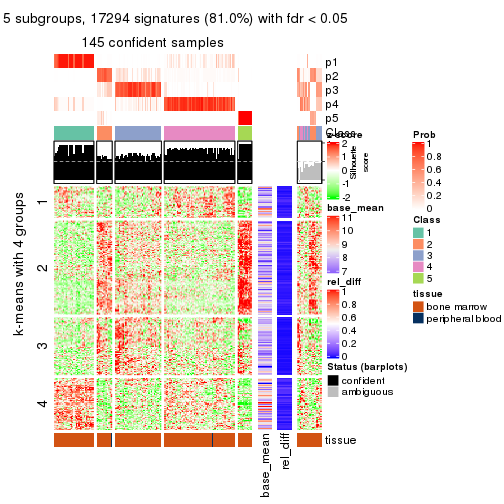 5 subgroups, 17294 signatures (81.0%) with fdr < 0.05
145 confident samples
p1
p2
p3
p4
p5
Class
Silhouette
score
1
2
3
4
k-means with 4 groups
tissue
base_mean
rel_diff
z-score
2
1
0
-1
-2
base_mean
11
10
9
8
7
rel_diff
1
0.8
0.6
0.4
0.2
0
Status (barplots)
confident
ambiguous
Prob
1
0.8
0.6
0.4
0.2
0
Class
1
2
3
4
5
tissue
bone marrow
peripheral blood